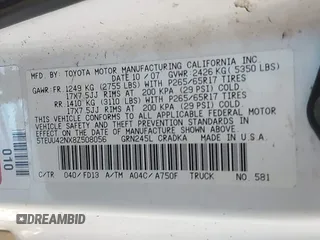 MFD. BY: TOYOTA MOTOR MANUFACTURING CALIFORNIA INC.
DATE 10 / 07 GVWR 2426 KG ( 5350 LBS)
GAWR FR 1249 KG (2755 LBS) WITH P265/65R17 TIRES
17X7.5JJ RIMS AT 200 KPA (29 PSI) COLD
RR 1410 KG (3110 LBS) WITH P265/65R17 TIRES
17X7.5JJ RIMS AT 200 KPA (29 PSI) COLD
THIS VEHICLE CONFORMS TO ALL APPLICABLE FEDERAL MOTOR
VEHICLE SAFETY STANDARDS IN EFFECT ON THE DATE OF
MANUFACTURE SHOWN ABOVE.
5TEUU42NX8Z508056 GRN245L CRADKA MADE IN U.S.A.
C/TR 040/FD13 A/TM A04C/ A750F TRUCK NO. 581
010